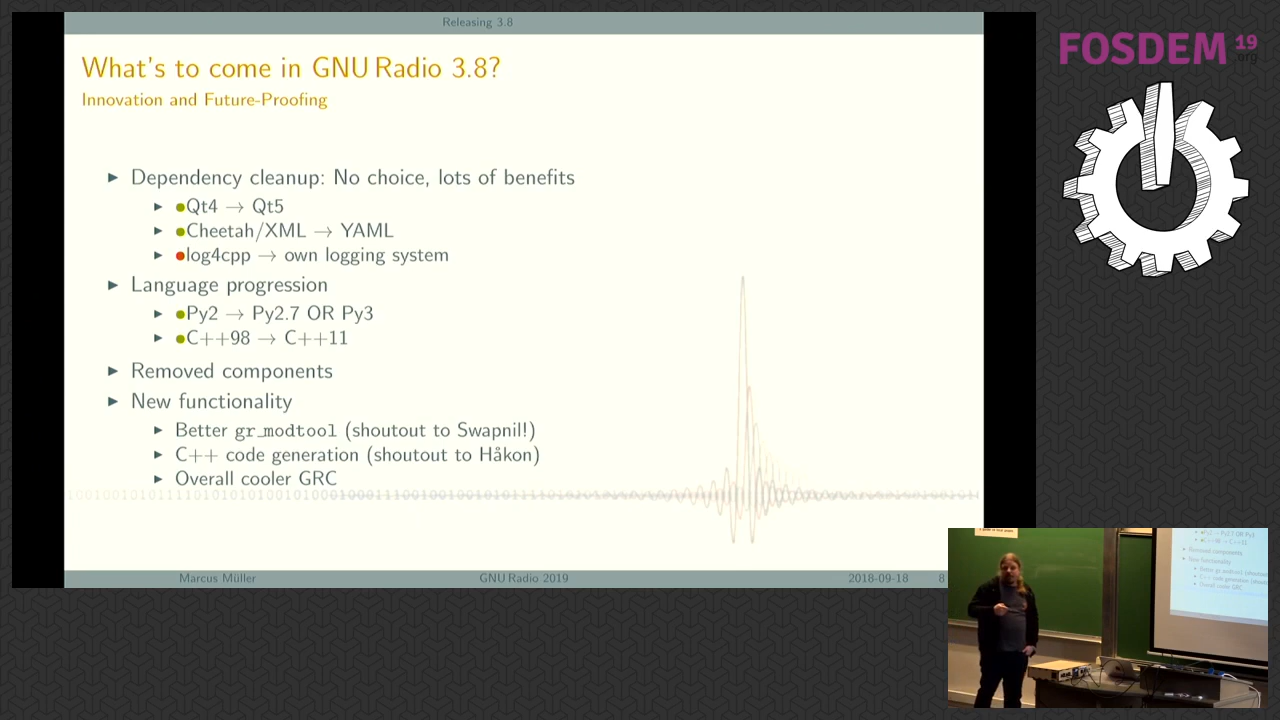 Releasing 3.8
What's to come in GNU Radio 3.8?
Innovation and Future-Proofing
Dependency cleanup: No choice, lots of benefits
Qt4 → Qt5
Cheetah/XML → YAML
log4cpp → own logging system
Language progression
Py2 → Py2.7 OR Py3
C++98 → C++11
Removed components
New functionality
Better gr_modtool (shoutout to Swapnil!)
C++ code generation (shoutout to Håkon)
Overall cooler GRC
Marcus Müller GNU Radio 2019 2018-09-18 8
FOSDEM 19
.org